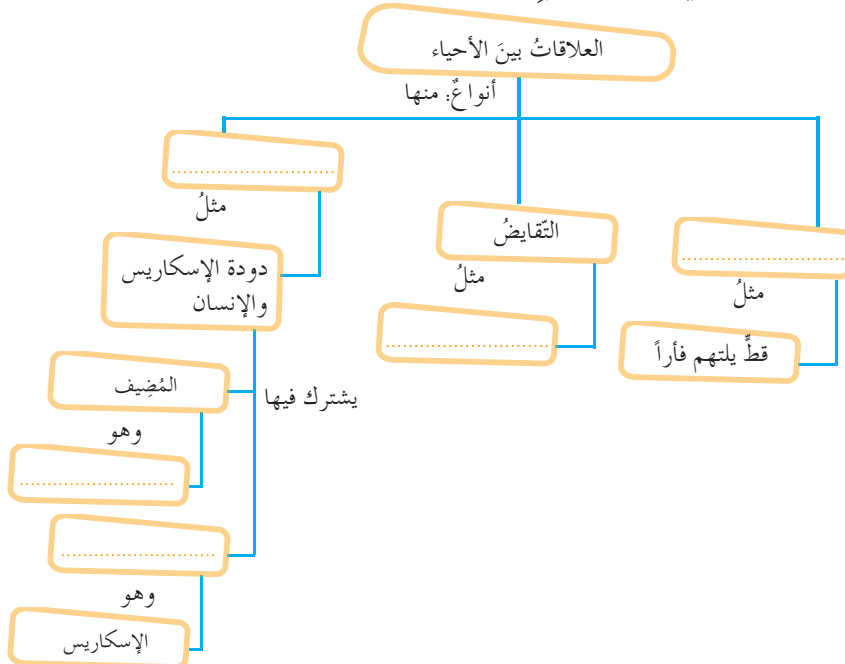 العلاقاتُ بينَ الأحياء
أنواعٌ: منها
..............................
مثلُ
قطٌّ يلتهم فأراً
التّقايضُ
مثلُ
..............................
..............................
مثلُ
دودة الإسكاريس
والإنسان
يشترك فيها
المُضِيف
وهو
..............................
..............................
وهو
الإسكاريس